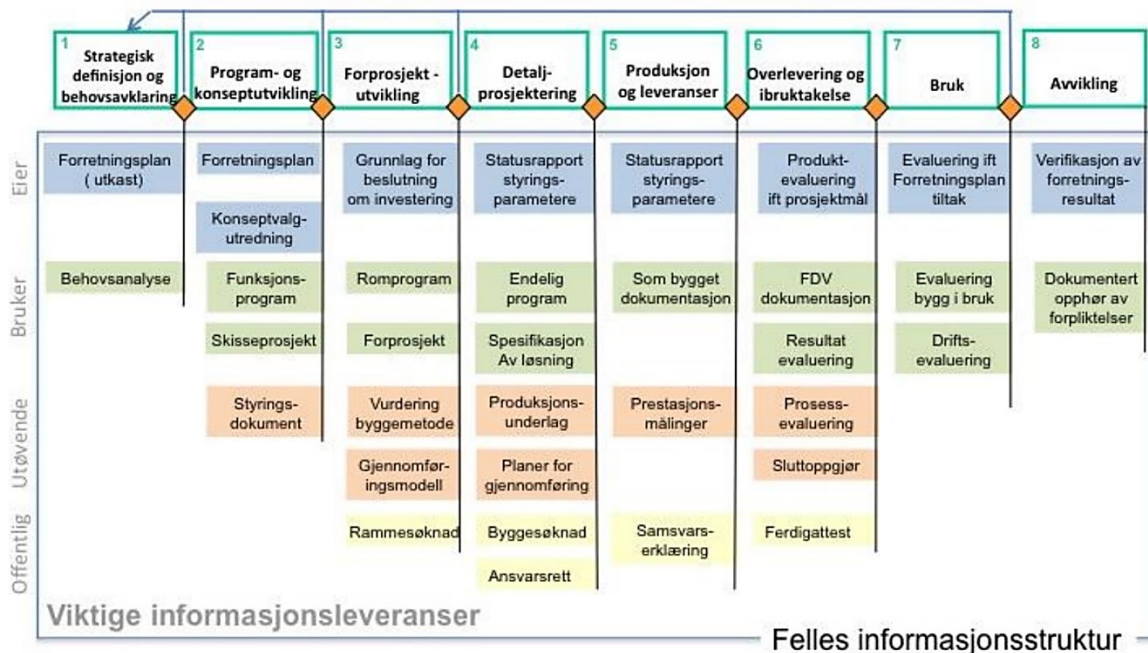 1
Strategisk
definisjon og
behovsavklaring
2
Program- og
konseptutvikling
3
Forprosjekt -
utvikling
4
Detalj-
prosjektering
5
Produksjon
og leveranser
6
Overlevering og
ibruktakelse
7
Bruk
8
Avvikling
Eier
Forretningsplan
( utkast)
Forretningsplan
Konseptvalg-
utredning
Grunnlag for
beslutning
om investering
Statusrapport
styrings-
parametere
Statusrapport
styrings-
parametere
Produkt-
evaluering
ift prosjektmål
Evaluering ift
Forretningsplan
tiltak
Verifikasjon av
forretnings-
resultat
Bruker
Behovsanalyse
Funksjons-
program
Skisseprosjekt
Romprogram
Forprosjekt
Endelig
program
Spesifikasjon
Av løsning
Som bygget
dokumentasjon
FDV
dokumentasjon
Resultat
evaluering
Evaluering
bygg i bruk
Drifts-
evaluering
Dokumentert
opphør av
forpliktelser
Utøvende
Styrings-
dokument
Vurdering
byggemetode
Gjennomfør-
ingsmodell
Produksjons-
underlag
Planer for
gjennomføring
Prestasjons-
målinger
Prosess-
evaluering
Sluttoppgjør
Offentlig
Rammesøknad
Byggesøknad
Ansvarsrett
Samsvars-
erklæring
Ferdigattest
Viktige informasjonsleveranser
Felles informasjonsstruktur